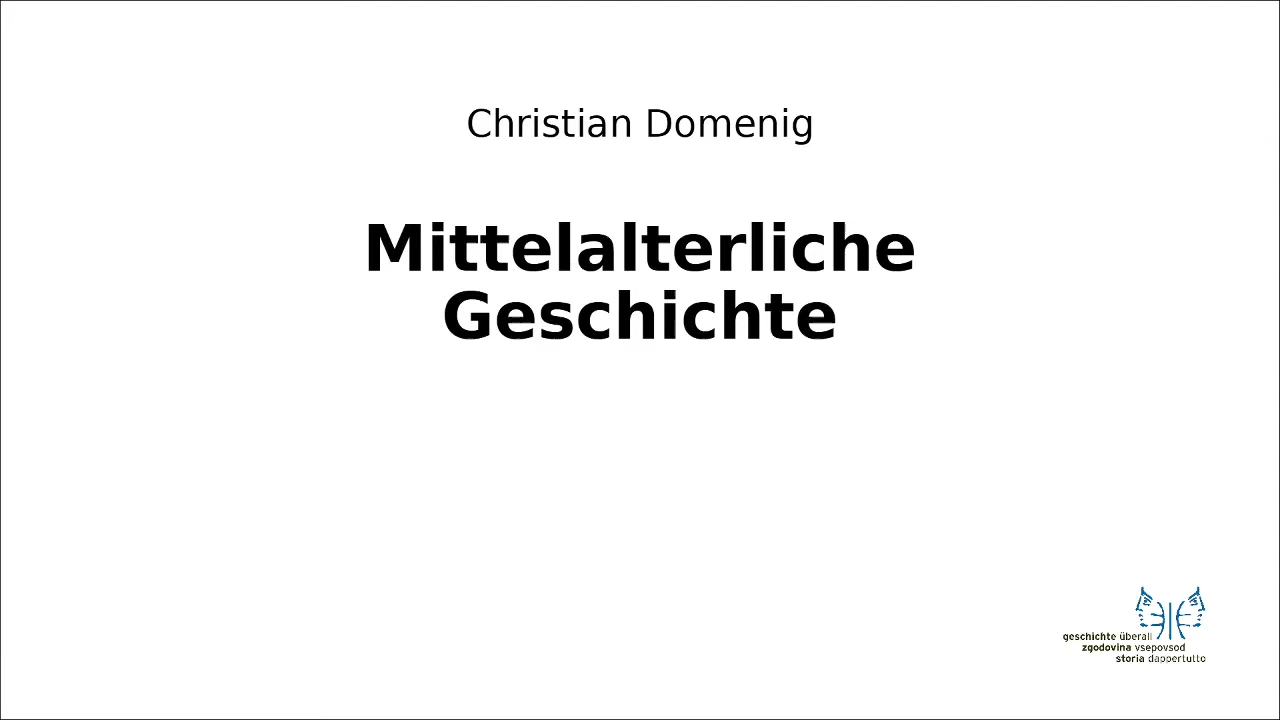 Christian Domenig
Mittelalterliche
Geschichte
geschichte überall
zgodovina vsepovsod
storia dappertutto